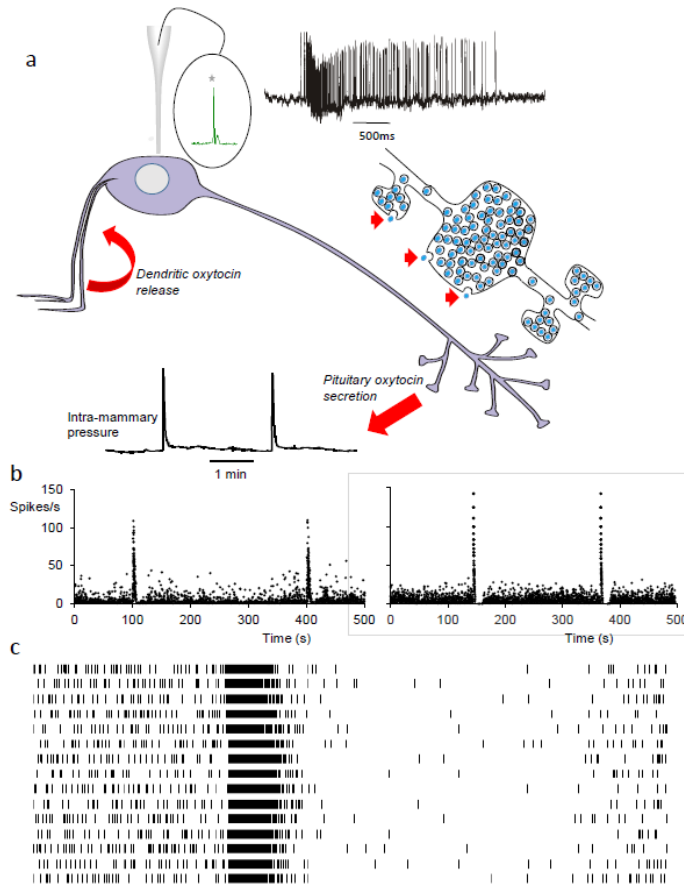 a
*
500ms
Dendritic oxytocin
release
Pituitary oxytocin
secretion
Intra-mammary
pressure
1 min
b
150
Spikes/s
100
50
0
0 100 200 300 400 500
0 100 200 300 400 500
Time (s)
Time (s)
c